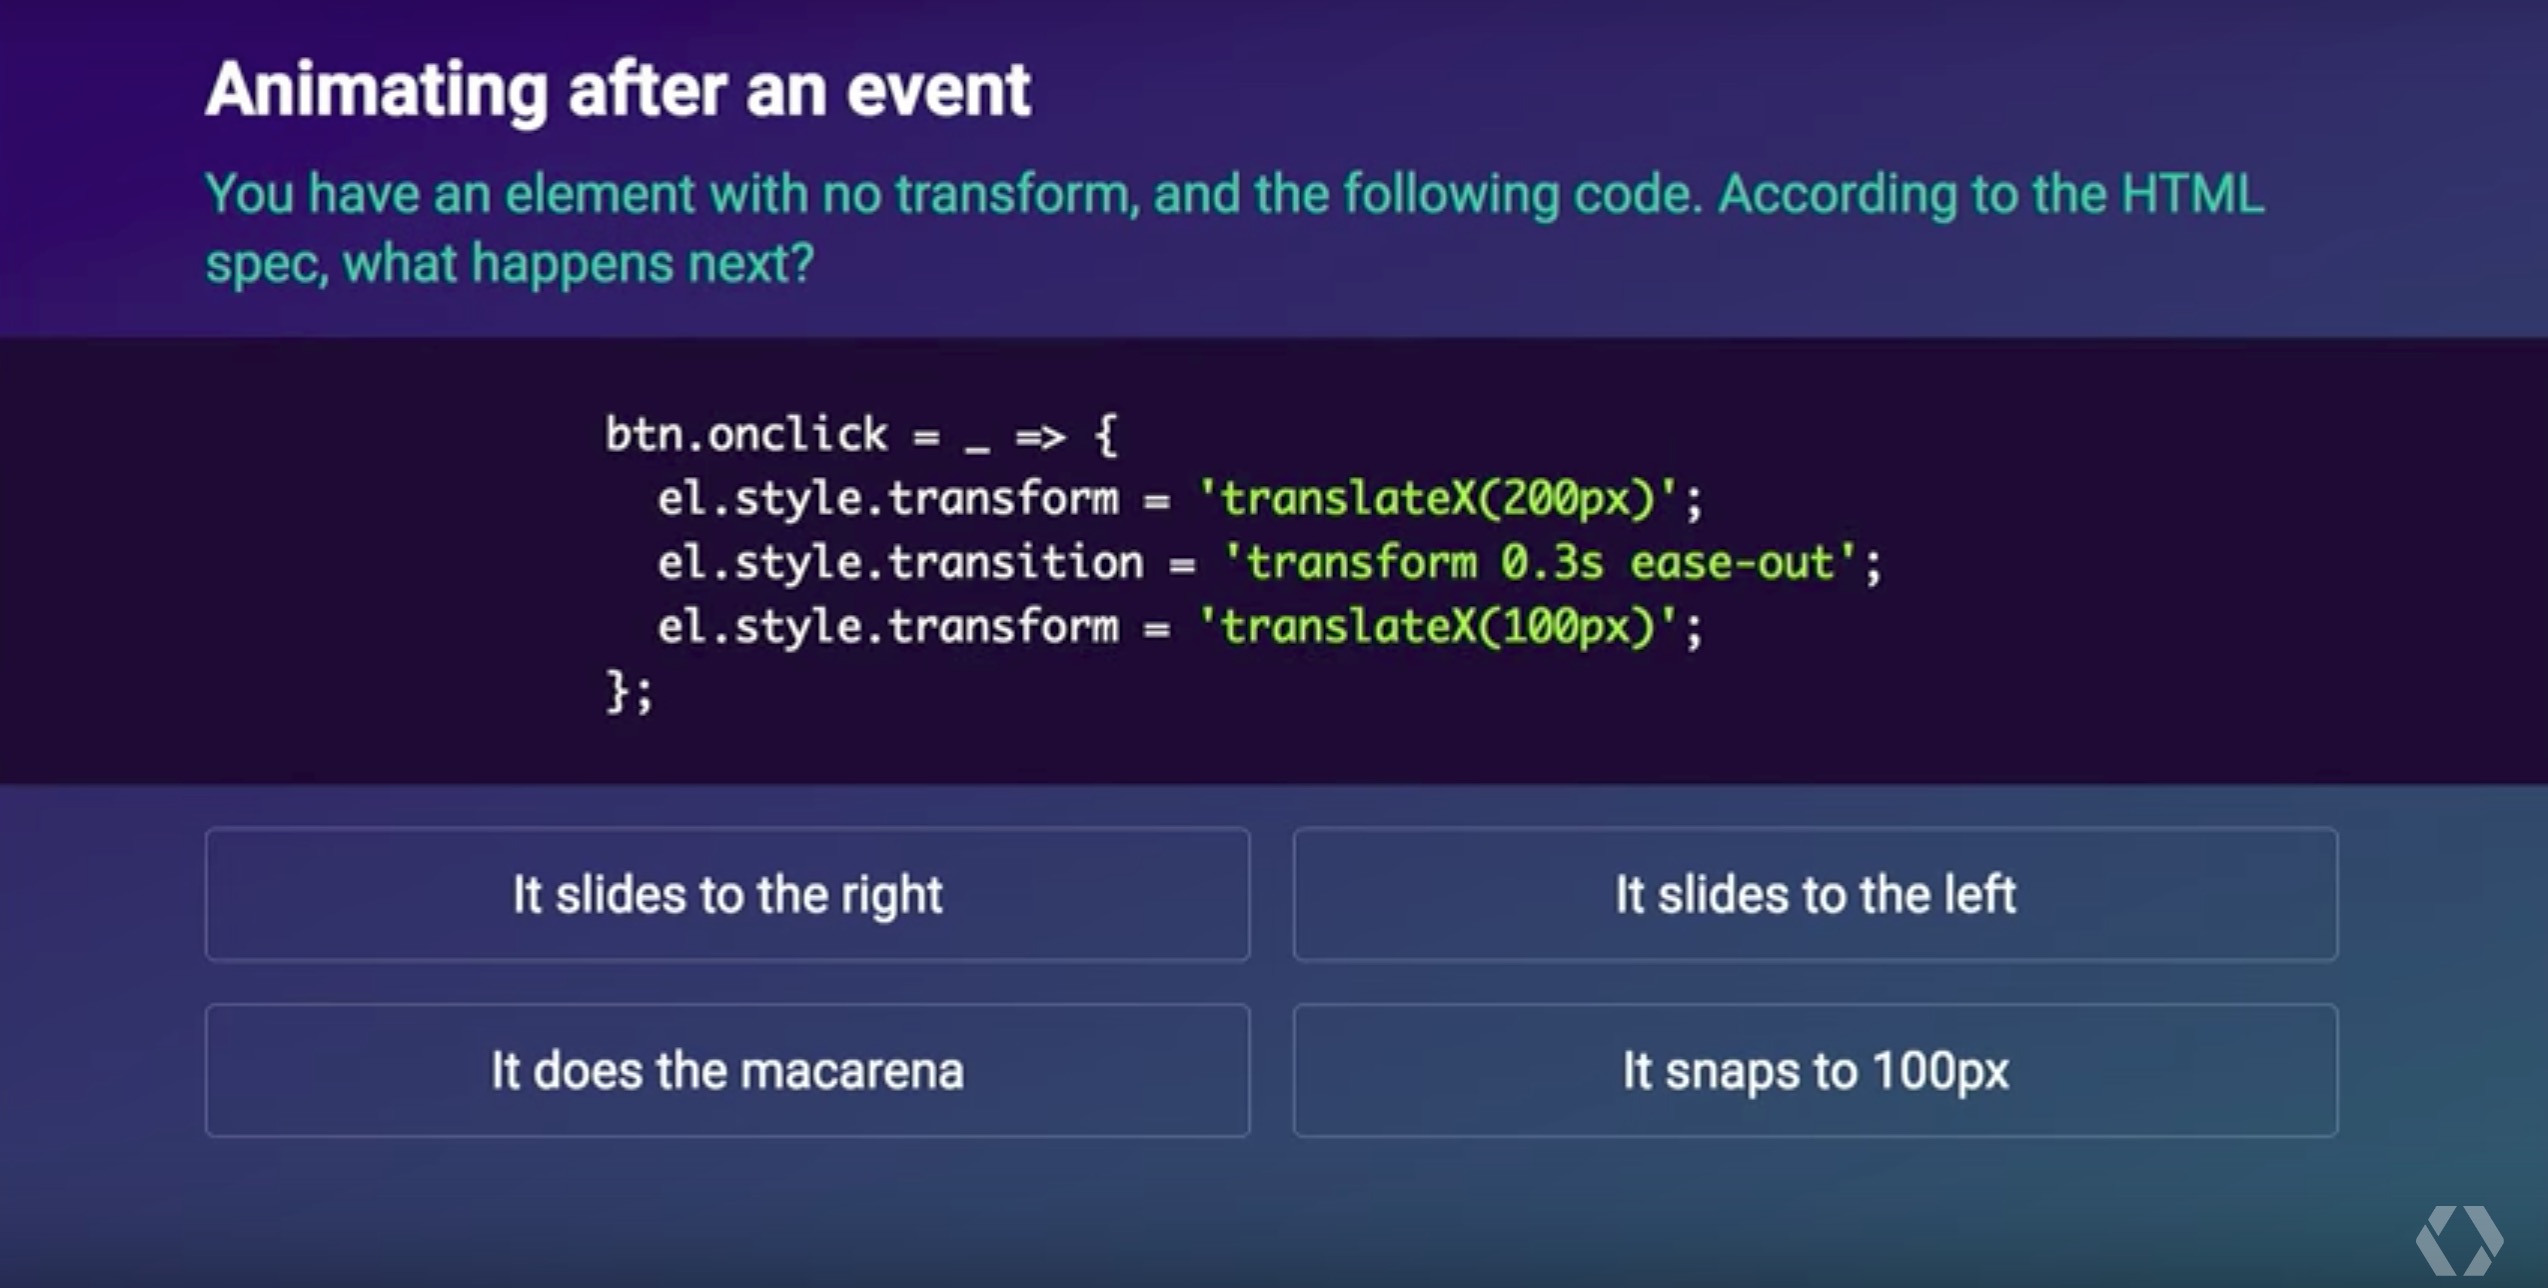 Animating after an event
You have an element with no transform, and the following code. According to the HTML
spec, what happens next?
btn.onclick = _ => {
  el.style.transform = 'translateX(200px)';
  el.style.transition = 'transform 0.3s ease-out';
  el.style.transform = 'translateX(100px)';
};
It slides to the right
It slides to the left
It does the macarena
It snaps to 100px